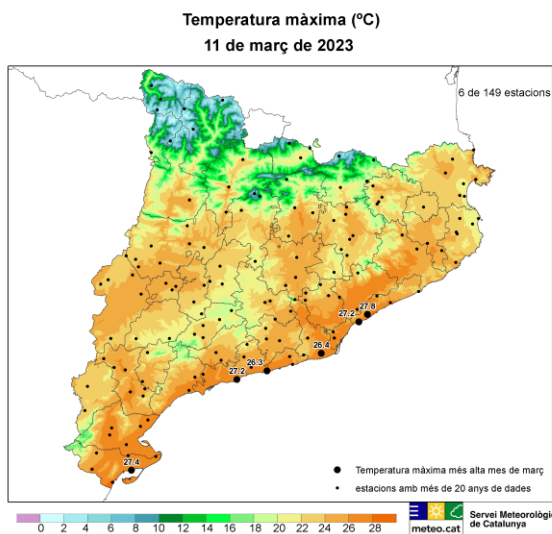 Temperatura màxima (ºC)
11 de març de 2023
6 de 149 estacions
27.8
27.2
26.4
26.3
27.2
27.4
Temperatura màxima més alta mes de març
estacions amb més de 20 anys de dades
0 2 4 6 8 10 12 14 16 18 20 22 24 26 28
meteo.cat
Servei Meteorològic
de Catalunya